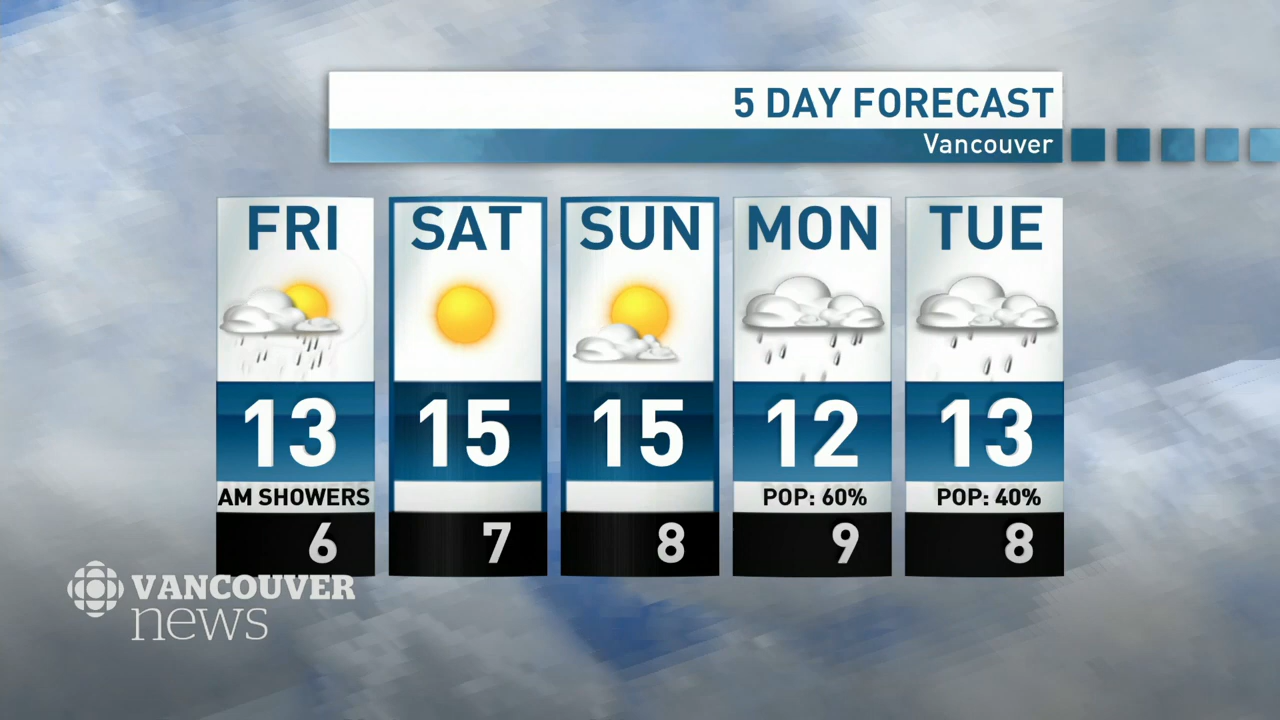 5 DAY FORECAST
Vancouver
FRI SAT SUN MON TUE
13 15 15 12 13
AM SHOWERS POP: 60% POP: 40%
6 7 8 9 8
VANCOUVER
news